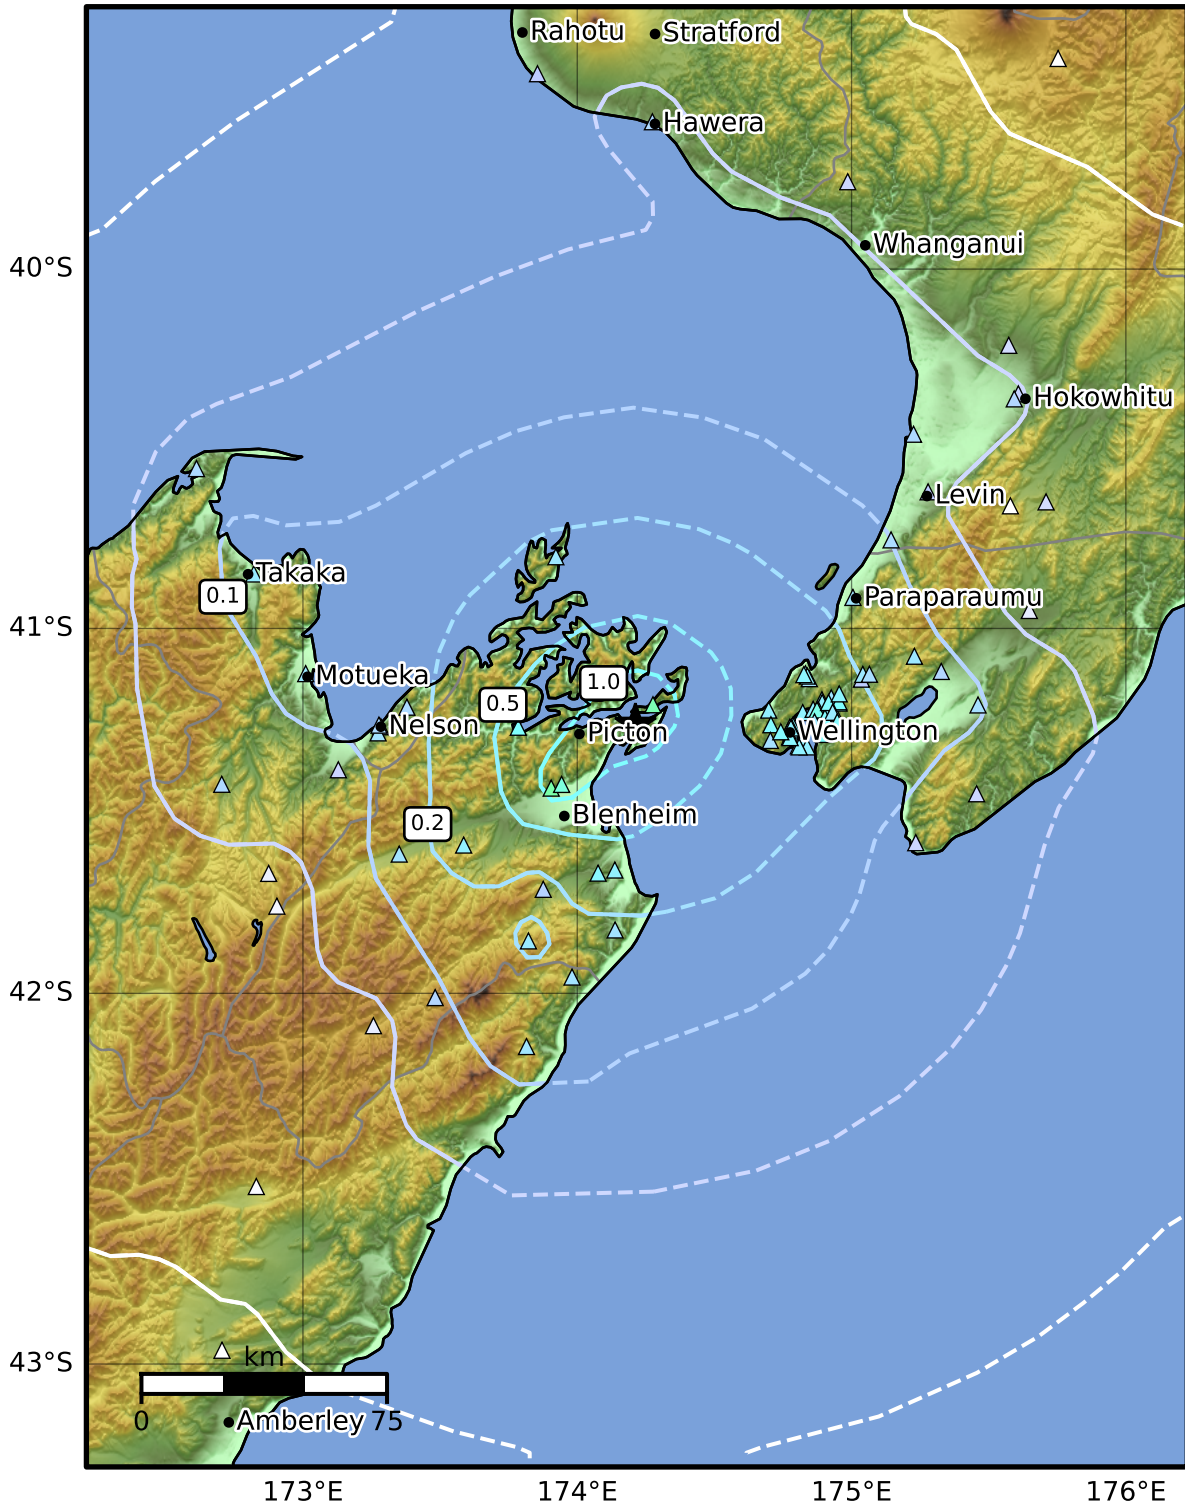 Rahotu
Stratford
Hawera
Whanganui
40°S
Hokowhitu
Levin
Takaka
0.1
Paraparaumu
41°S
Motueka
1.0
0.5
Nelson
Picton
Wellington
Blenheim
0.2
42°S
43°S
km
0
75
Amberley
173°E
174°E
175°E
176°E